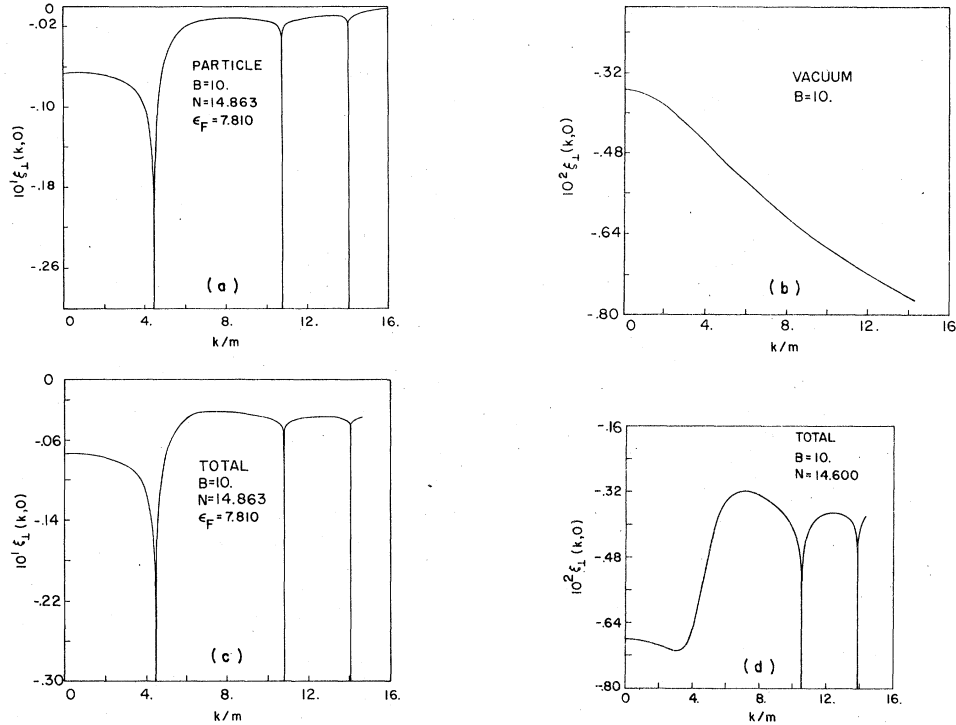 0
-.02
-.10
-.18
-.26
10¹ξ⊥(k,0)
PARTICLE
B=10.
N=14.863
ϵF=7.810
(a)
0 4. 8. 12. 16.
k/m
-.32
-.48
-.64
-.80
10²ξ⊥(k,0)
VACUUM
B=10.
(b)
0 4. 8. 12. 16
k/m
0
-.06
-.14
-.22
-.30
10¹ξ⊥(k,0)
TOTAL
B=10.
N=14.863
ϵF=7.810
(c)
0 4. 8. 12. 16.
k/m
-.16
-.32
-.48
-.64
-.80
10²ξ⊥(k,0)
TOTAL
B=10.
N=14.600
(d)
0 4. 8. 12. 16.
k/m